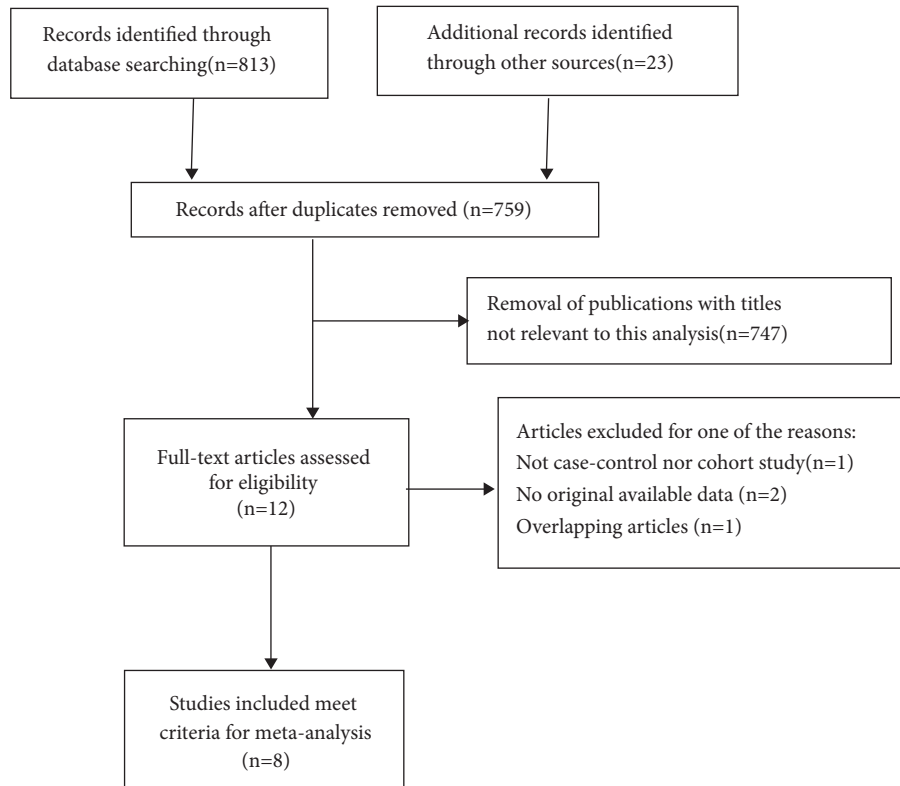 Records identified through
database searching(n=813)
Additional records identified
through other sources(n=23)
Records after duplicates removed (n=759)
Removal of publications with titles
not relevant to this analysis(n=747)
Full-text articles assessed
for eligibility
(n=12)
Articles excluded for one of the reasons:
Not case-control nor cohort study(n=1)
No original available data (n=2)
Overlapping articles (n=1)
Studies included meet
criteria for meta-analysis
(n=8)